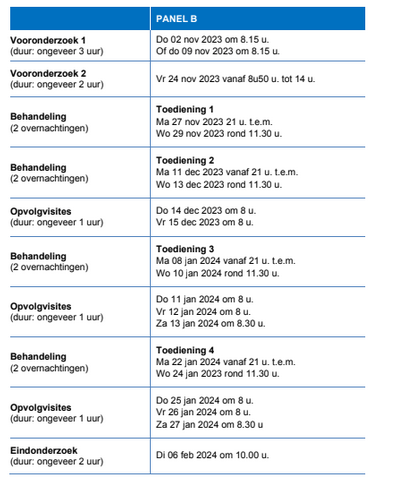 PANEL B
Vooronderzoek 1
(duur: ongeveer 3 uur)
Do 02 nov 2023 om 8.15 u.
Of do 09 nov 2023 om 8.15 u.
Vooronderzoek 2
(duur: ongeveer 2 uur)
Vr 24 nov 2023 vanaf 8u50 u. tot 14 u.
Behandeling
(2 overnachtingen)
Toediening 1
Ma 27 nov 2023 21 u. t.e.m.
Wo 29 nov 2023 rond 11.30 u.
Behandeling
(2 overnachtingen)
Toediening 2
Ma 11 dec 2023 vanaf 21 u. t.e.m.
Wo 13 dec 2023 rond 11.30 u.
Opvolgvisites
(duur: ongeveer 1 uur)
Do 14 dec 2023 om 8 u.
Vr 15 dec 2023 om 8 u.
Behandeling
(2 overnachtingen)
Toediening 3
Ma 08 jan 2024 vanaf 21 u. t.e.m.
Wo 10 jan 2024 rond 11.30 u.
Opvolgvisites
(duur: ongeveer 1 uur)
Do 11 jan 2024 om 8 u.
Vr 12 jan 2024 om 8 u.
Za 13 jan 2024 om 8.30 u.
Behandeling
(2 overnachtingen)
Toediening 4
Ma 22 jan 2024 vanaf 21 u. t.e.m.
Wo 24 jan 2023 rond 11.30 u.
Opvolgvisites
(duur: ongeveer 1 uur)
Do 25 jan 2024 om 8 u.
Vr 26 jan 2024 om 8 u.
Za 27 jan 2024 om 8.30 u
Eindonderzoek
(duur: ongeveer 2 uur)
Di 06 feb 2024 om 10.00 u.